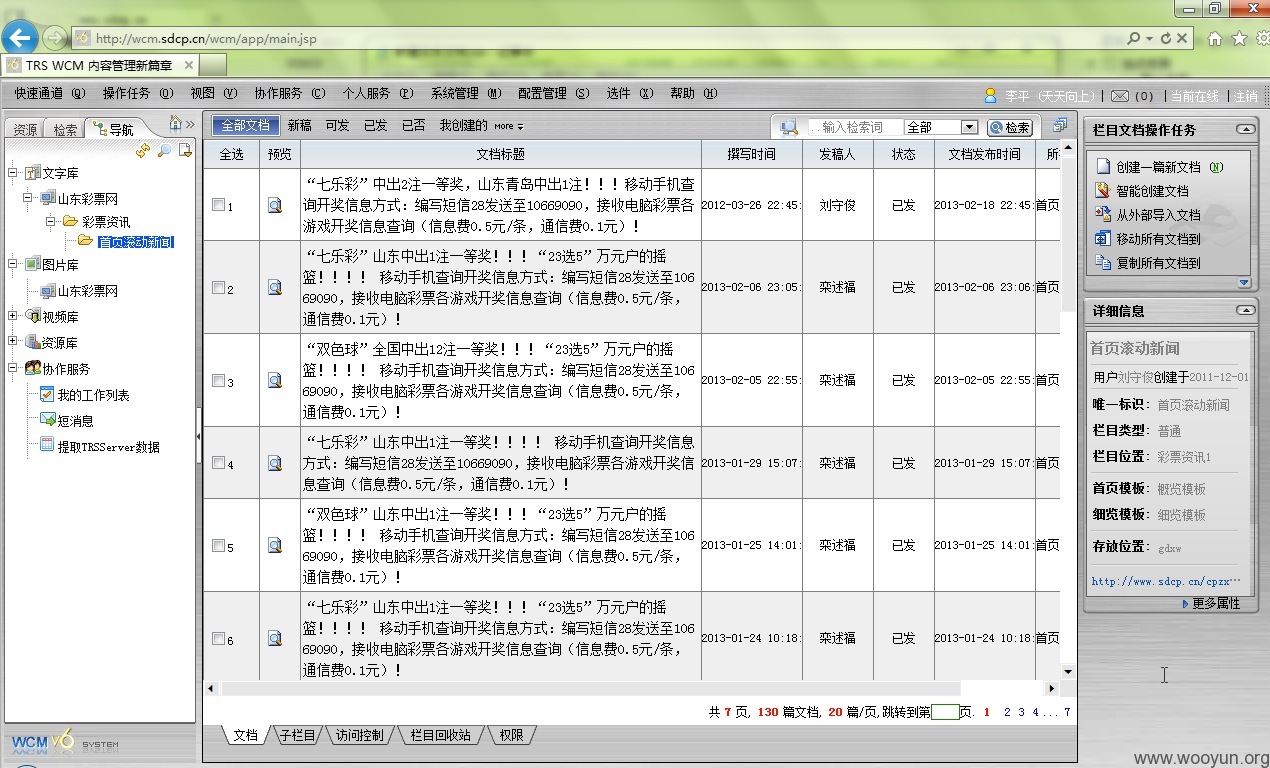 http://wcm.sdcp.cn/wcm/app/main.jsp
TRS WCM 内容管理新篇章
快速通道 (Q) 操作任务 (O) 视图 (V) 协作服务 (C) 个人服务 (P) 系统管理 (M) 配置管理 (S) 选件 (X) 帮助 (H)
李平 (天天向上) | (0) | 当前在线 | 注销
资源 检索 导航
文字库
山东彩票网
彩票资讯
首页滚动新闻
图片库
山东彩票网
视频库
资源库
协作服务
我的工作列表
短消息
提取TRSServer数据
WCM v6 SYSTEM
全部文档 新稿 可发 已发 已否 我创建的 more
..输入检索词 全部 检索
全选 预览 文档标题 撰写时间 发稿人 状态 文档发布时间
1 “七乐彩”中出2注一等奖，山东青岛中出1注！！！移动手机查
询开奖信息方式：编写短信28发送至10669090，接收电脑彩票各
游戏开奖信息查询（信息费0.5元/条，通信费0.1元）！
2012-03-26 22:45: 刘守俊 已发 2013-02-18 22:45: 首页
2 “七乐彩”山东中出1注一等奖！！！“23选5”万元户的摇
篮！！！！ 移动手机查询开奖信息方式：编写短信28发送至1066
9090，接收电脑彩票各游戏开奖信息查询（信息费0.5元/条，
通信费0.1元）！
2013-02-26 23:05: 栾述福 已发 2013-02-06 23:06: 首页
3 “双色球”全国中出12注一等奖！！！“23选5”万元户的摇
篮！！！！ 移动手机查询开奖信息方式：编写短信28发送至1066
9090，接收电脑彩票各游戏开奖信息查询（信息费0.5元/条，
通信费0.1元）！
2013-02-05 22:55: 栾述福 已发 2013-02-05 22:55: 首页
4 “七乐彩”山东中出1注一等奖！！！！ 移动手机查询开奖信息
方式：编写短信28发送至10669090，接收电脑彩票各游戏开奖信
息查询（信息费0.5元/条，通信费0.1元）！
2013-01-29 15:07: 栾述福 已发 2013-01-29 15:07: 首页
5 “双色球”山东中出1注一等奖！！！“23选5”万元户的摇
篮！！！！ 移动手机查询开奖信息方式：编写短信28发送至1066
9090，接收电脑彩票各游戏开奖信息查询（信息费0.5元/条，
通信费0.1元）！
2013-01-25 14:01: 栾述福 已发 2013-01-25 14:01: 首页
6 “七乐彩”山东中出1注一等奖！！！“23选5”万元户的摇
篮！！！！ 移动手机查询开奖信息方式：编写短信28发送至1066
9090，接收电脑彩票各游戏开奖信息查询（信息费0.5元/条，
通信费0.1元）！
2013-01-24 10:18: 栾述福 已发 2013-01-24 10:18: 首页
共 7 页, 130 篇文档, 20 篇/页,跳转到第 页. 1 2 3 4 ... 7
文档 子栏目 访问控制 栏目回收站 权限
栏目文档操作任务
创建一篇新文档 (N)
智能创建文档
从外部导入文档
移动所有文档到
复制所有文档到
详细信息
首页滚动新闻
用户刘守俊创建于2011-12-01
唯一标识： 首页滚动新闻
栏目类型： 普通
栏目位置： 彩票资讯1
首页模板： 概览模板
细览模板： 细览模板
存放位置： gdxw
http://www.sdcp.cn/cpzx...
更多属性
www.wooyun.org